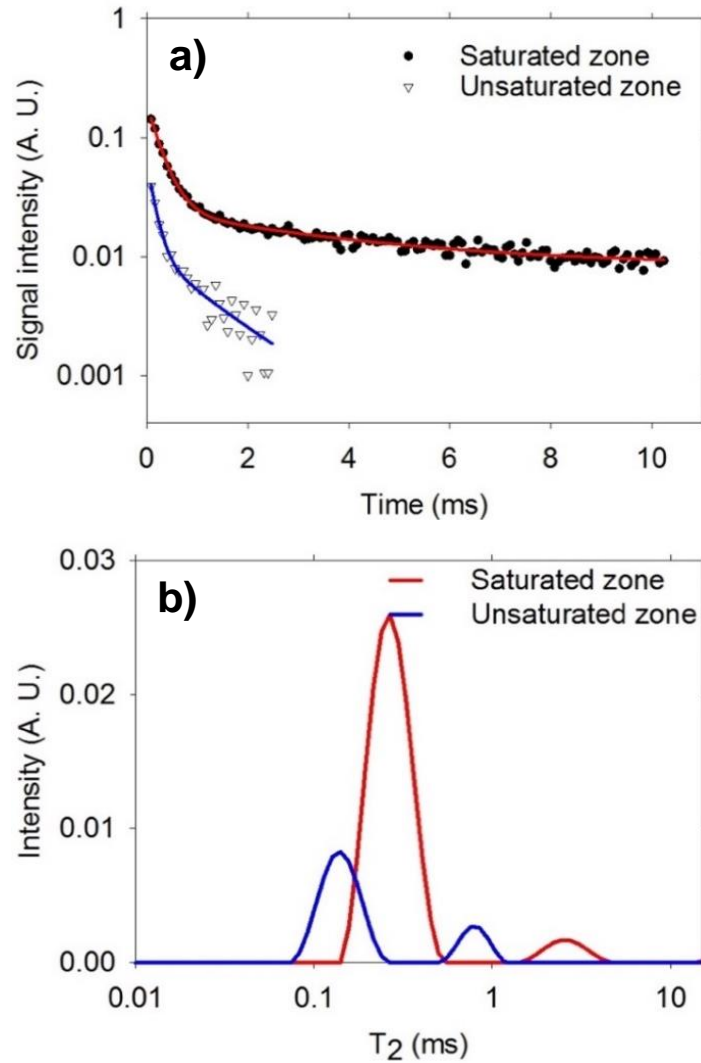 1
a)
Saturated zone
Unsaturated zone
0.1
0.01
0.001
Signal intensity (A. U.)
0 2 4 6 8 10
Time (ms)
0.03
b)
Saturated zone
Unsaturated zone
0.02
0.01
0.00
Intensity (A. U.)
0.01 0.1 1 10
T2 (ms)